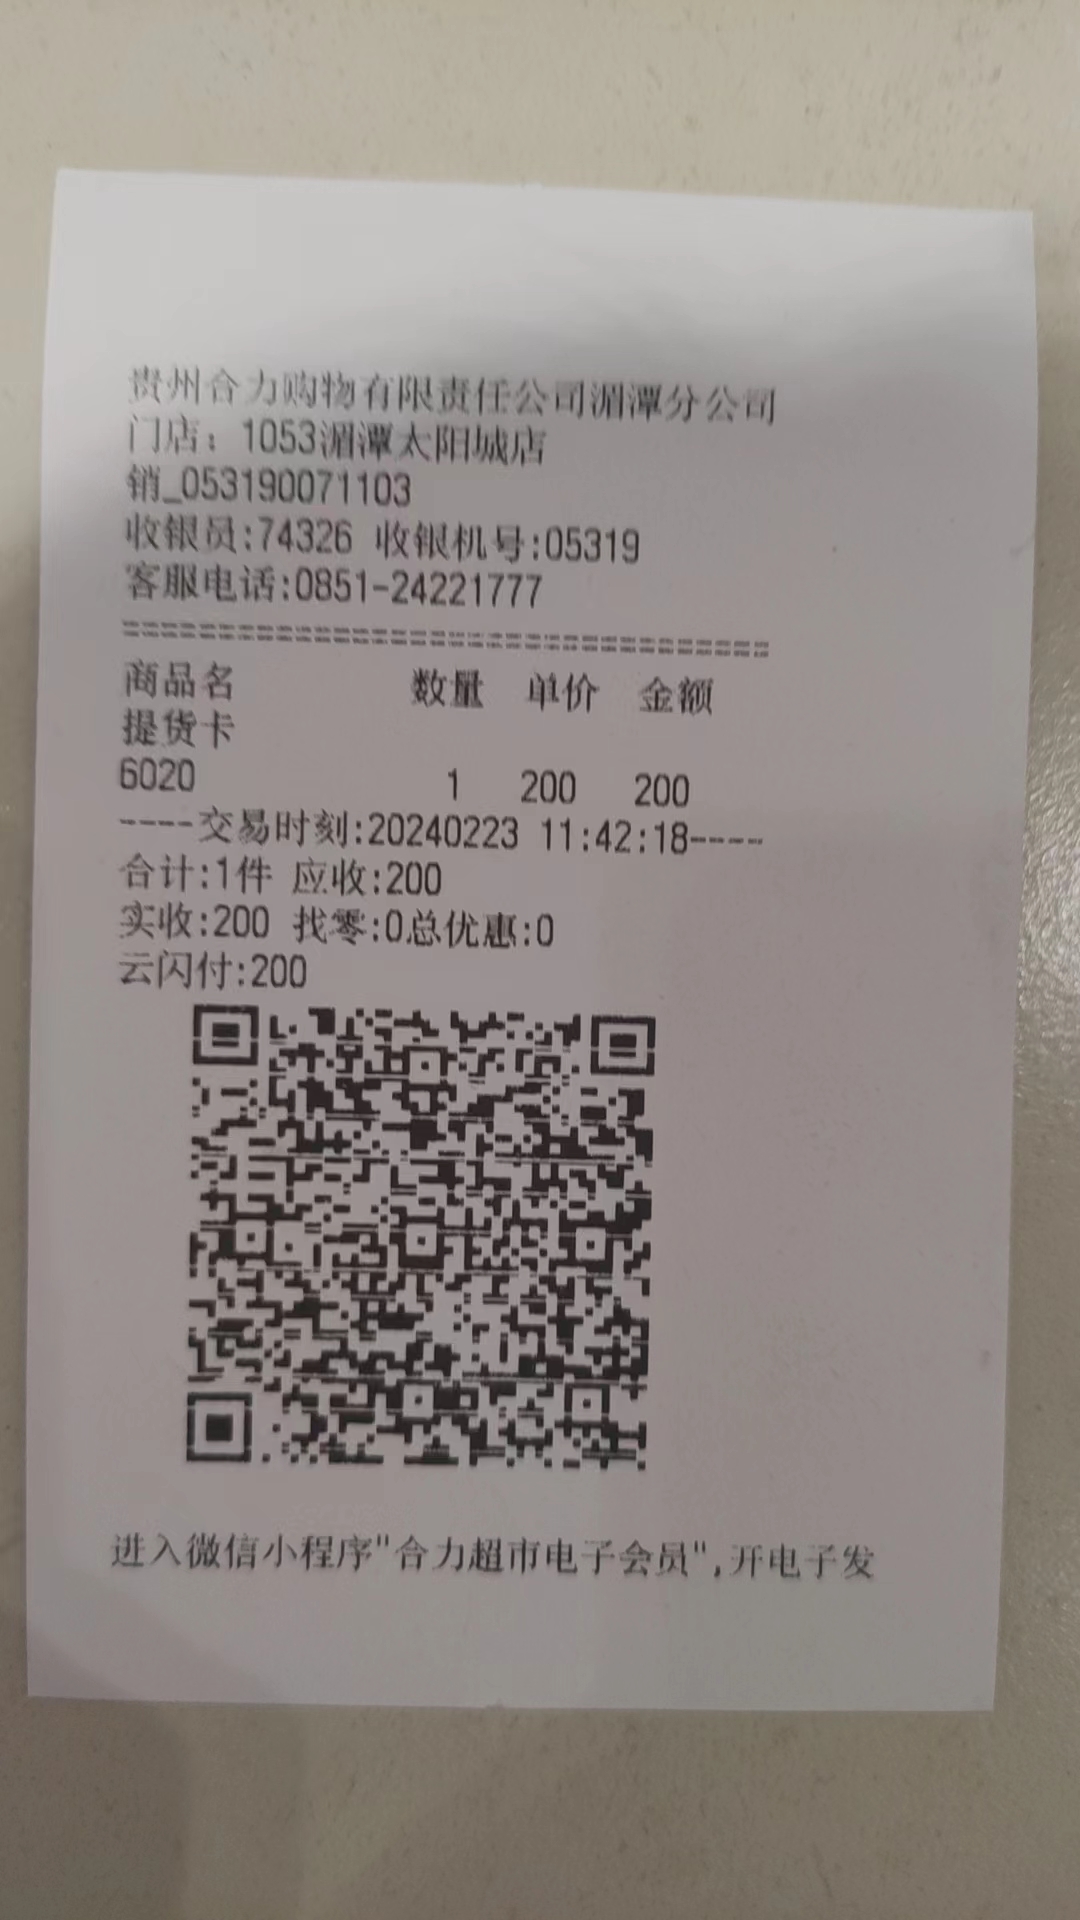 贵州合力购物有限责任公司湄潭分公司
门店：1053湄潭太阳城店
销_053190071103
收银员:74326 收银机号:05319
客服电话:0851-24221777
==================================
商品名 数量 单价 金额
提货卡
6020 1 200 200
----交易时刻:20240223 11:42:18----
合计:1件 应收:200
实收:200 找零:0总优惠:0
云闪付:200
进入微信小程序"合力超市电子会员",开电子发